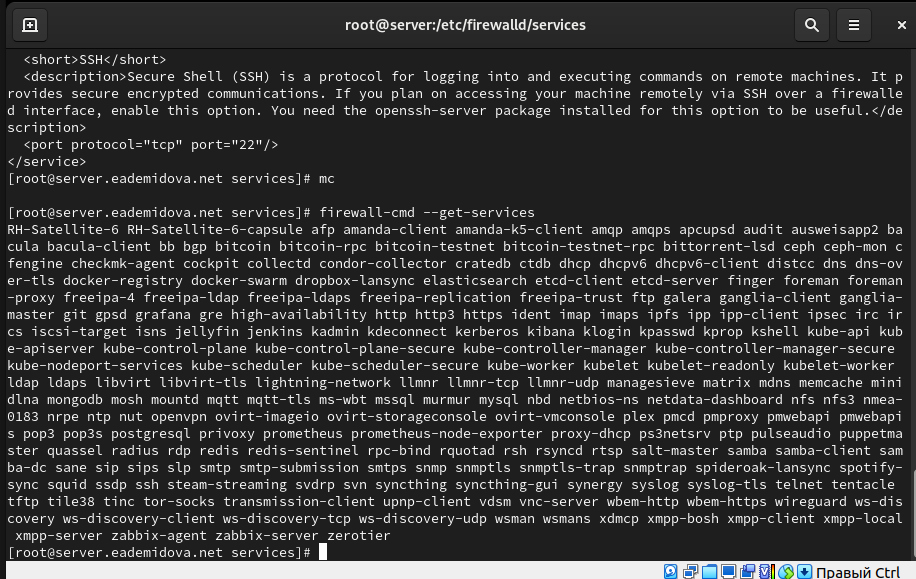 root@server:/etc/firewalld/services
  <short>SSH</short>
  <description>Secure Shell (SSH) is a protocol for logging into and executing commands on remote machines. It p
rovides secure encrypted communications. If you plan on accessing your machine remotely via SSH over a firewalle
d interface, enable this option. You need the openssh-server package installed for this option to be useful.</de
scription>
  <port protocol="tcp" port="22"/>
</service>
[root@server.eademidova.net services]# mc
[root@server.eademidova.net services]# firewall-cmd --get-services
RH-Satellite-6 RH-Satellite-6-capsule afp amanda-client amanda-k5-client amqp amqps apcupsd audit ausweisapp2 ba
cula bacula-client bb bgp bitcoin bitcoin-rpc bitcoin-testnet bitcoin-testnet-rpc bittorrent-lsd ceph ceph-mon c
fengine checkmk-agent cockpit collectd condor-collector cratedb ctdb dhcp dhcpv6 dhcpv6-client distcc dns dns-ov
er-tls docker-registry docker-swarm dropbox-lansync elasticsearch etcd-client etcd-server finger foreman foreman
-proxy freeipa-4 freeipa-ldap freeipa-ldaps freeipa-replication freeipa-trust ftp galera ganglia-client ganglia-
master git gpsd grafana gre high-availability http http3 https ident imap imaps ipfs ipp ipp-client ipsec irc ir
cs iscsi-target isns jellyfin jenkins kadmin kdeconnect kerberos kibana klogin kpasswd kprop kshell kube-api kub
e-apiserver kube-control-plane kube-control-plane-secure kube-controller-manager kube-controller-manager-secure
kube-nodeport-services kube-scheduler kube-scheduler-secure kube-worker kubelet kubelet-readonly kubelet-worker
ldap ldaps libvirt libvirt-tls lightning-network llmnr llmnr-tcp llmnr-udp managesieve matrix mdns memcache mini
dlna mongodb mosh mountd mqtt mqtt-tls ms-wbt mssql murmur mysql nbd netbios-ns netdata-dashboard nfs nfs3 nmea-
0183 nrpe ntp nut openvpn ovirt-imageio ovirt-storageconsole ovirt-vmconsole plex pmcd pmproxy pmwebapi pmwebapi
s pop3 pop3s postgresql privoxy prometheus prometheus-node-exporter proxy-dhcp ps3netsrv ptp pulseaudio puppetma
ster quassel radius rdp redis redis-sentinel rpc-bind rquotad rsh rsyncd rtsp salt-master samba samba-client sam
ba-dc sane sip sips slp smtp smtp-submission smtps snmp snmptls snmptls-trap snmptrap spideroak-lansync spotify-
sync squid ssdp ssh steam-streaming svdrp svn syncthing syncthing-gui synergy syslog syslog-tls telnet tentacle
tftp tile38 tinc tor-socks transmission-client upnp-client vdsm vnc-server wbem-http wbem-https wireguard ws-dis
covery ws-discovery-client ws-discovery-tcp ws-discovery-udp wsman wsmans xdmcp xmpp-bosh xmpp-client xmpp-local
 xmpp-server zabbix-agent zabbix-server zerotier
[root@server.eademidova.net services]#
Правый Ctrl